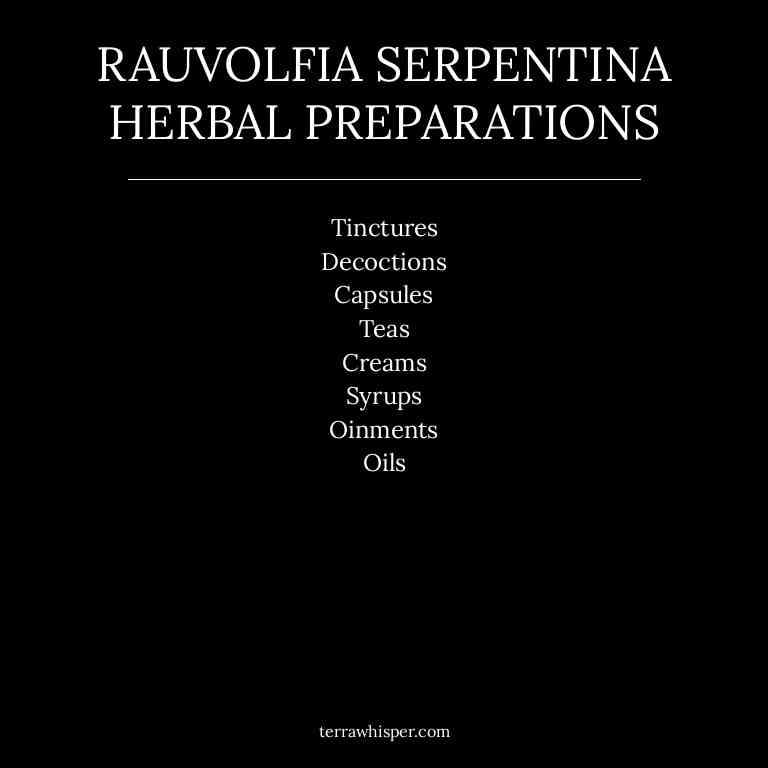 RAUVOLFIA SERPENTINA
HERBAL PREPARATIONS
Tinctures
Decoctions
Capsules
Teas
Creams
Syrups
Oinments
Oils
terrawhisper.com